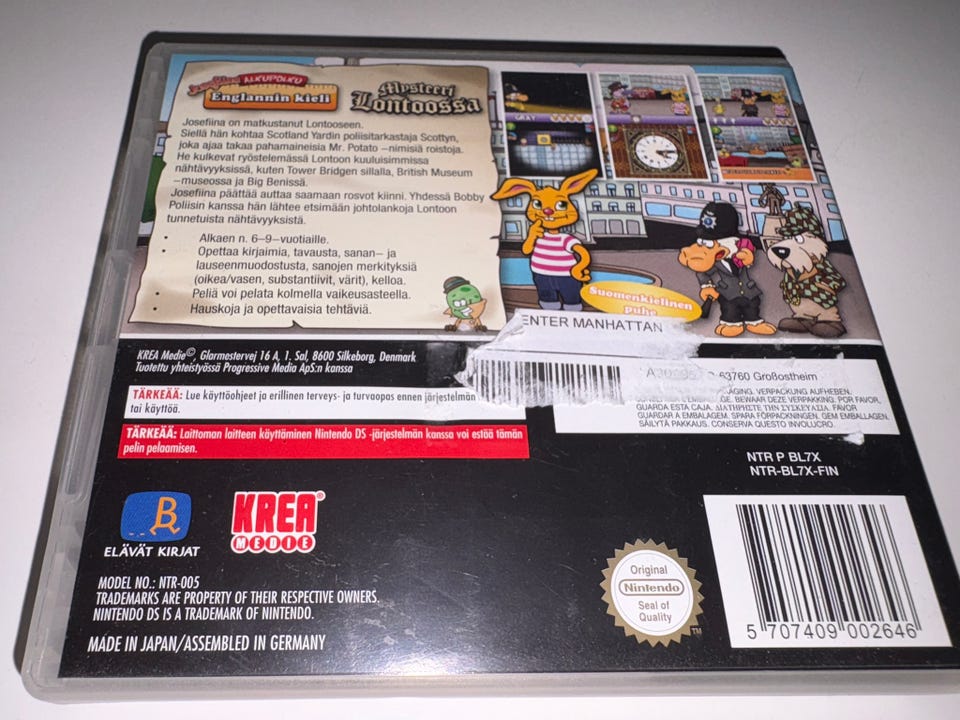 Josefiina ALKUPOLKU
Englannin kieli
Mysteeri
Lontoossa
Josefiina on matkustanut Lontooseen.
Siellä hän kohtaa Scotland Yardin poliisitarkastaja Scottyn,
joka ajaa takaa pahamaineisia Mr. Potato –nimisiä roistoja.
He kulkevat ryöstelemässä Lontoon kuuluisimmissa
nähtävyyksissä, kuten Tower Bridgen sillalla, British Museum
–museossa ja Big Benissä.
Josefiina päättää auttaa saamaan rosvot kiinni. Yhdessä Bobby
Poliisin kanssa hän lähtee etsimään johtolankoja Lontoon
tunnetuista nähtävyyksistä.
• Alkaen n. 6–9–vuotiaille.
• Opettaa kirjaimia, tavausta, sanan– ja
lauseenmuodostusta, sanojen merkityksiä
(oikea/vasen, substantiivit, värit), kelloa.
• Peliä voi pelata kolmella vaikeusasteella.
• Hauskoja ja opettavaisia tehtäviä.
GRAY
Suomenkielinen
Puhe
ENTER MANHATTAN
63760 Großostheim
KREA Medie©, Glarmestervej 16 A, 1. Sal, 8600 Silkeborg, Denmark
Tuotettu yhteistyössä Progressive Media ApS:n kanssa
TÄRKEÄÄ: Lue käyttöohjeet ja erillinen terveys- ja turvaopas ennen järjestelmän
tai käyttöä.
TÄRKEÄÄ: Laittoman laitteen käyttäminen Nintendo DS -järjestelmän kanssa voi estää tämän
pelin pelaamisen.
VERPACKUNG AUFHEBEN.
BEWAAR DEZE VERPAKKING. POR FAVOR,
GUARDA ESTA CAJA. ΔΙΑΤΗΡΗΣΤΕ ΤΗΝ ΣΥΣΚΕΥΑΣΙΑ. FAVOR
GUARDAR A EMBALAGEM. SPARA FÖRPACKNINGEN. GEM EMBALLAGEN.
SÄILYTÄ PAKKAUS. CONSERVA QUESTO INVOLUCRO.
NTR P BL7X
NTR-BL7X-FIN
ELÄVÄT KIRJAT
KREA®
MEDIE
MODEL NO.: NTR-005
TRADEMARKS ARE PROPERTY OF THEIR RESPECTIVE OWNERS.
NINTENDO DS IS A TRADEMARK OF NINTENDO.
MADE IN JAPAN/ASSEMBLED IN GERMANY
Original
Nintendo
Seal of
Quality
TM
5 707409 002646